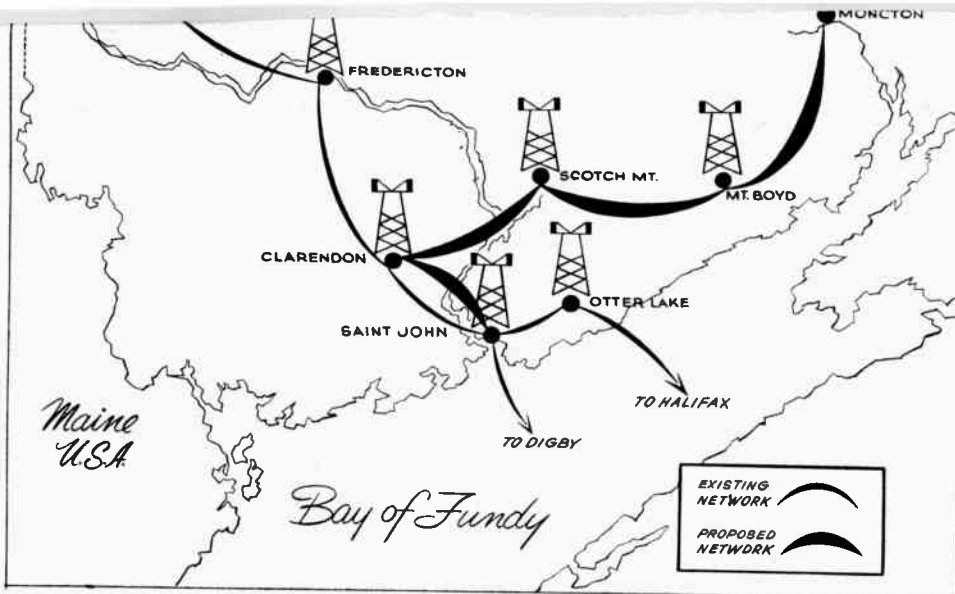 MONCTON
FREDERICTON
SCOTCH MT.
MT. BOYD
CLARENDON
OTTER LAKE
SAINT JOHN
TO HALIFAX
TO DIGBY
Maine
U.S.A.
Bay of Fundy
EXISTING
NETWORK
PROPOSED
NETWORK